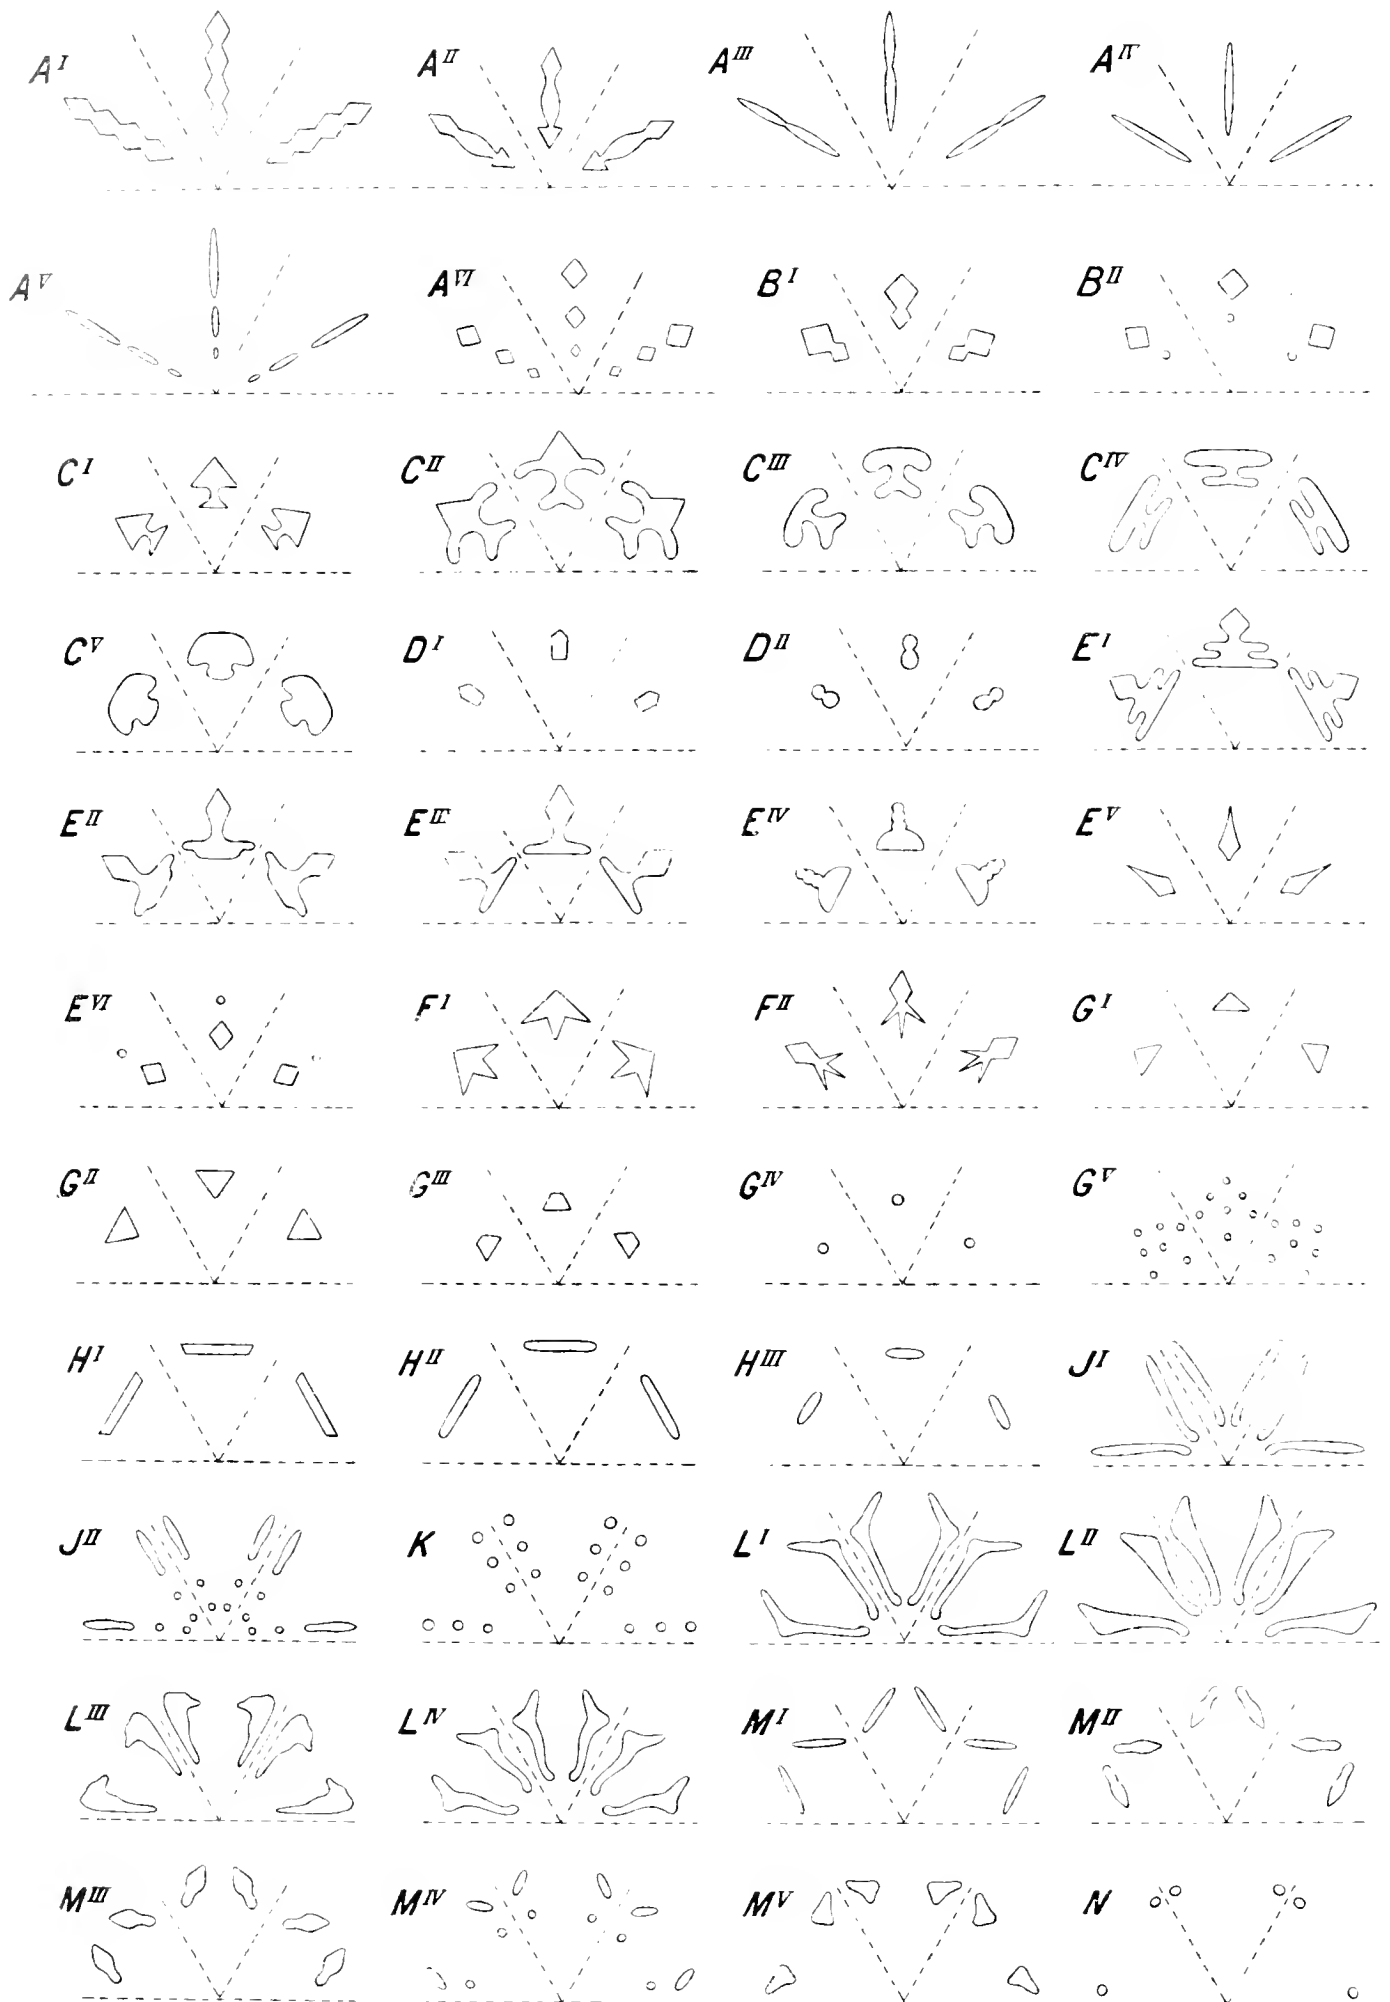 A^I A^II A^III A^IV
A^V A^VI B^I B^II
C^I C^II C^III C^IV
C^V D^I D^II E^I
E^II E^III E^IV E^V
E^VI F^I F^II G^I
G^II G^III G^IV G^V
H^I H^II H^III J^I
J^II K L^I L^II
L^III L^IV M^I M^II
M^III M^IV M^V N